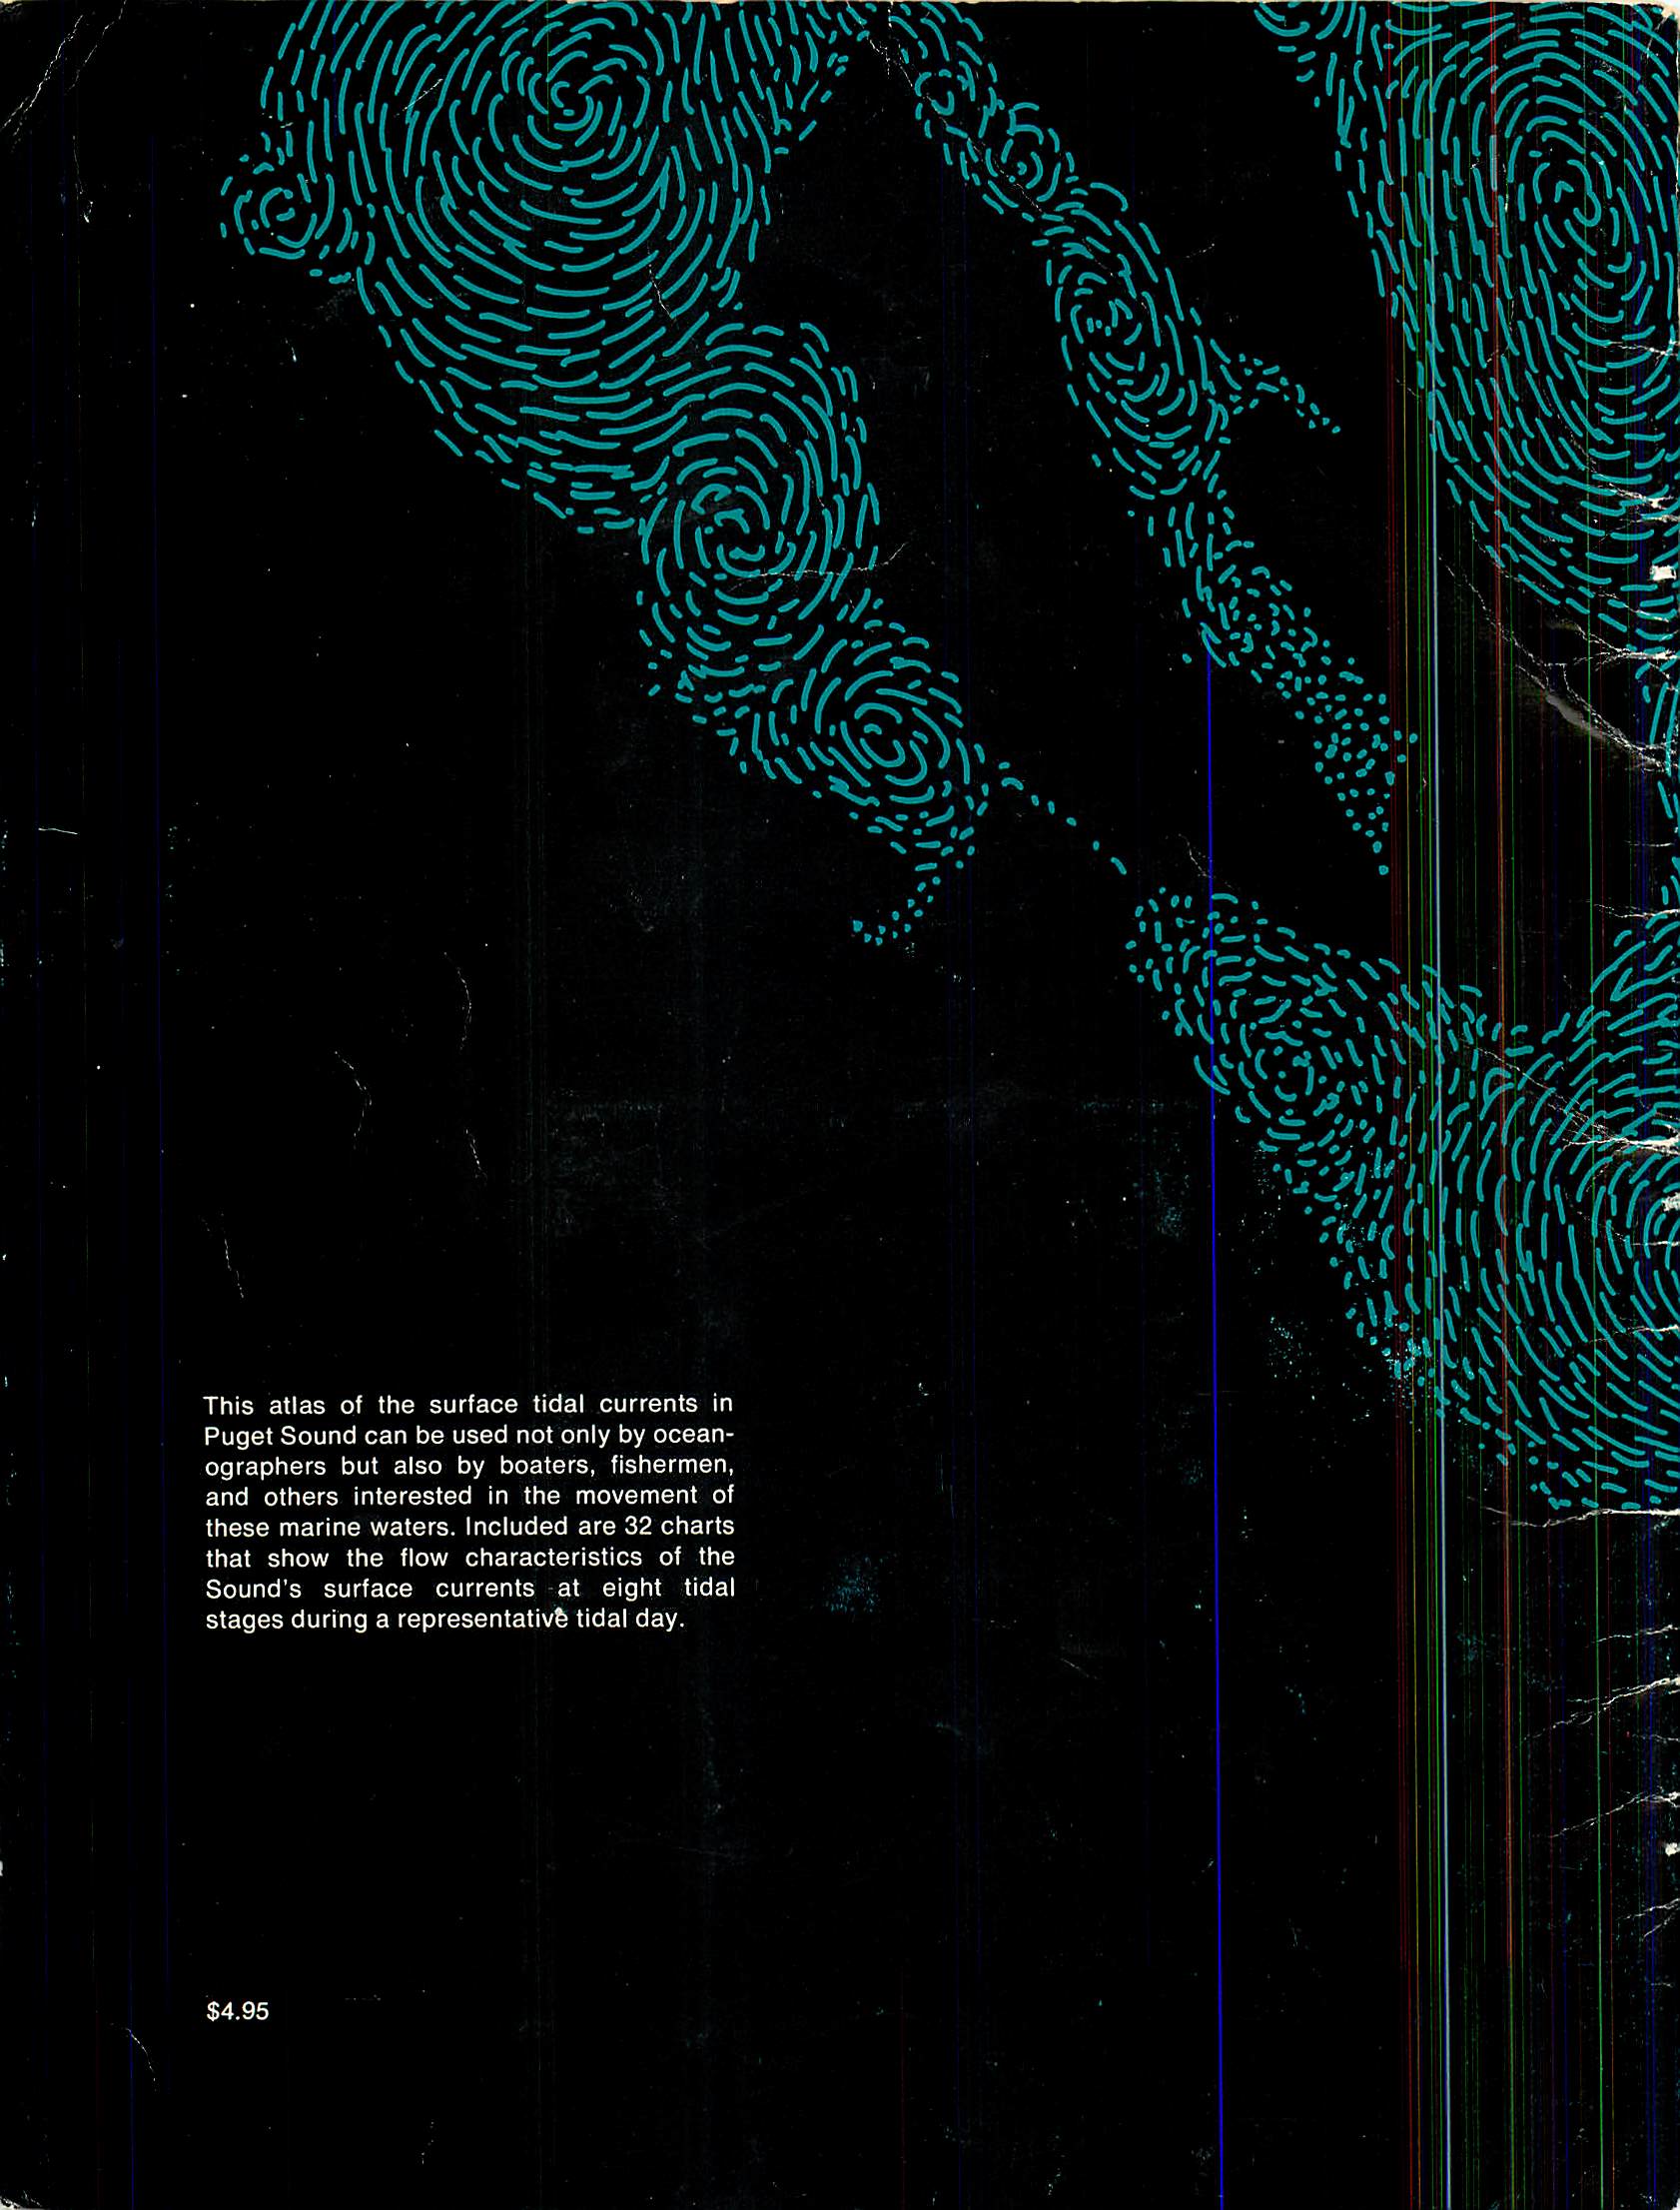 This atlas of the surface tidal currents in
Puget Sound can be used not only by ocean-
ographers but also by boaters, fishermen,
and others interested in the movement of
these marine waters. Included are 32 charts
that show the flow characteristics of the
Sound's surface currents at eight tidal
stages during a representative tidal day.
$4.95